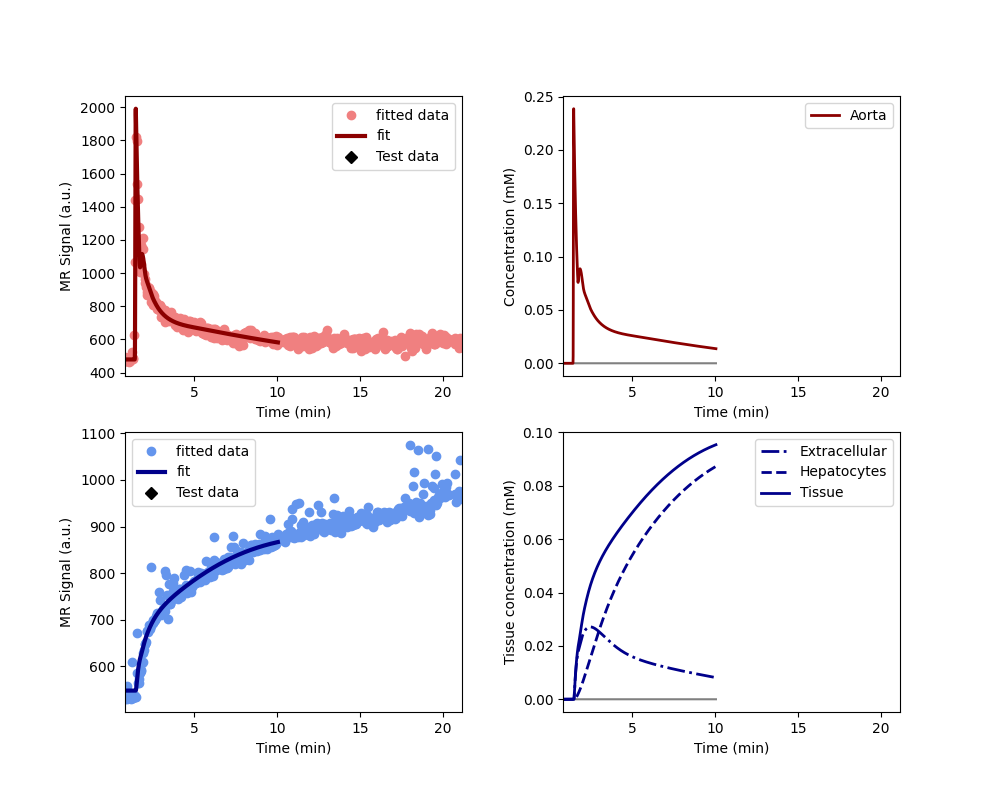 2000
1800
1600
1400
1200
1000
800
600
400
MR Signal (a.u.)
fitted data
fit
Test data
5
10
15
20
Time (min)
0.25
0.20
0.15
0.10
0.05
0.00
Concentration (mM)
Aorta
5
10
15
20
Time (min)
1100
1000
900
800
700
600
MR Signal (a.u.)
fitted data
fit
Test data
5
10
15
20
Time (min)
0.10
0.08
0.06
0.04
0.02
0.00
Tissue concentration (mM)
Extracellular
Hepatocytes
Tissue
5
10
15
20
Time (min)